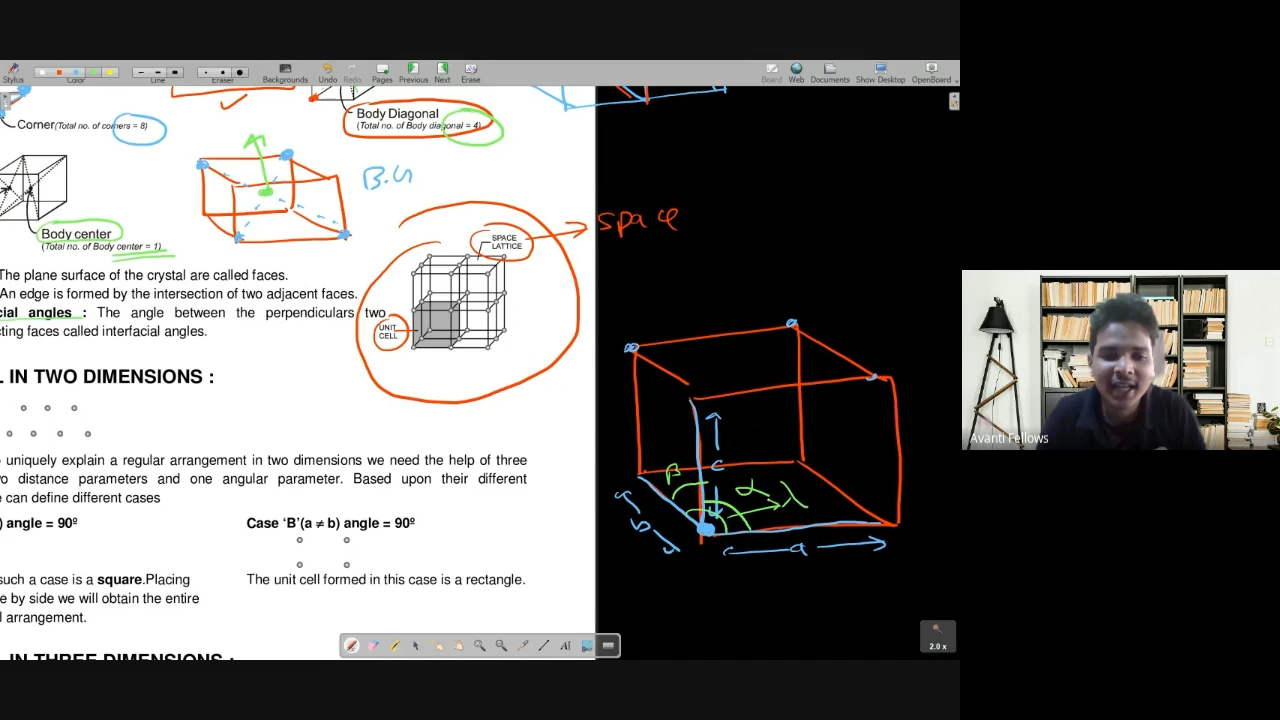 Stylus
Color
Line
Eraser
Backgrounds
Undo
Redo
Pages
Previous
Next
Erase
Board
Web
Documents
Show Desktop
OpenBoard
Corner(Total no. of corners = 8)
Body Diagonal
(Total no. of Body diagonal = 4)
Body center
(Total no. of Body center = 1)
SPACE
LATTICE
space
UNIT
CELL
The plane surface of the crystal are called faces.
An edge is formed by the intersection of two adjacent faces.
cial angles : The angle between the perpendiculars two
cting faces called interfacial angles.
L IN TWO DIMENSIONS :
uniquely explain a regular arrangement in two dimensions we need the help of three
wo distance parameters and one angular parameter. Based upon their different
e can define different cases
) angle = 90º
Case ‘B’(a ≠ b) angle = 90º
such a case is a square.Placing
e by side we will obtain the entire
l arrangement.
The unit cell formed in this case is a rectangle.
L IN THREE DIMENSIONS :
β
c
α
λ
b
a
2.0 x
Avanti Fellows